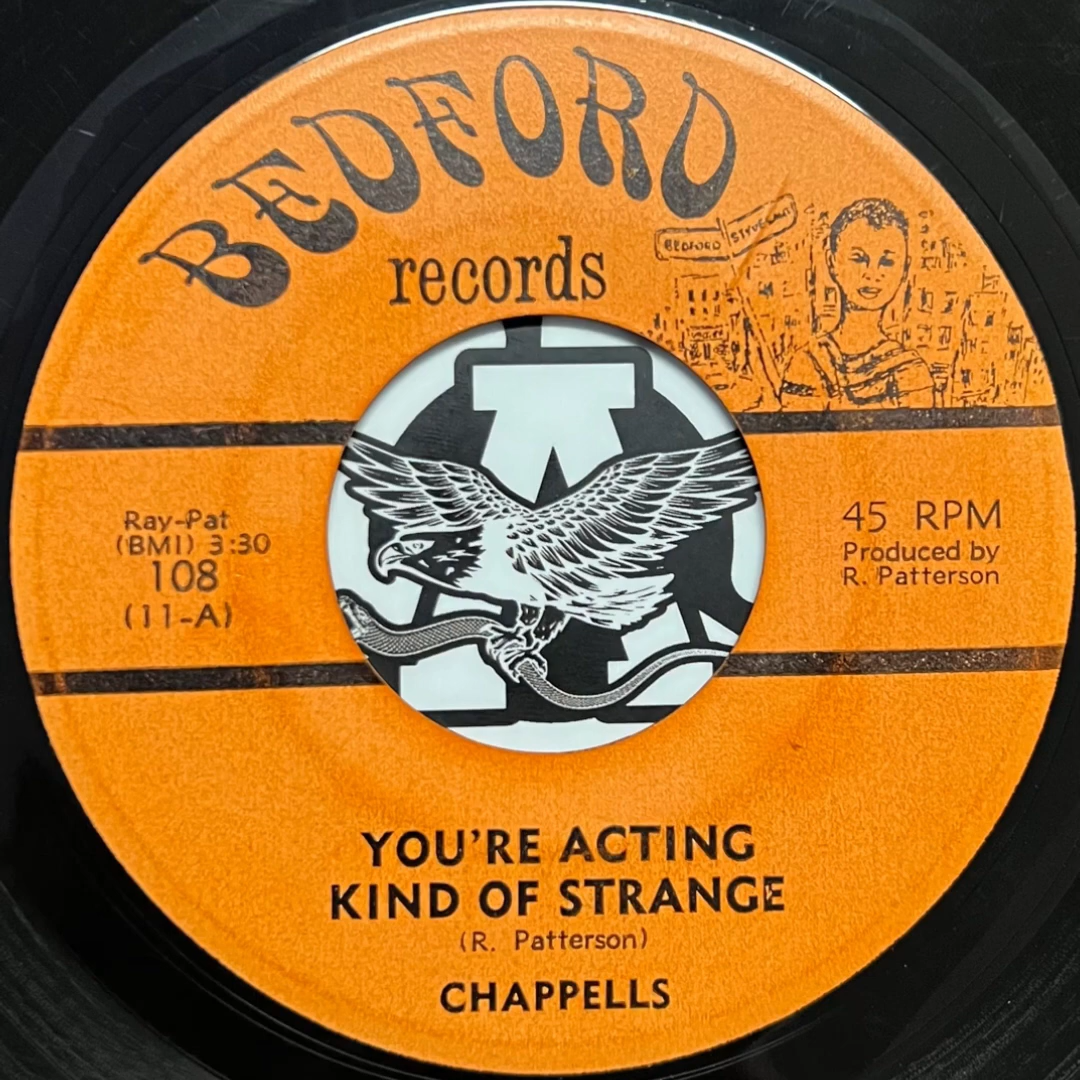 BEDFORD
records
BEDFORD STUYVESANT
Ray-Pat
(BMI) 3:30
108
(11-A)
45 RPM
Produced by
R. Patterson
YOU'RE ACTING
KIND OF STRANGE
(R. Patterson)
CHAPPELLS